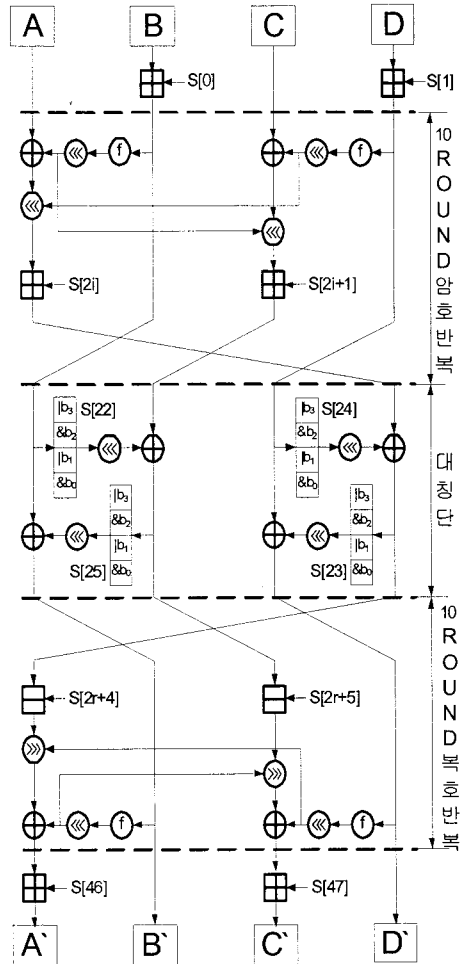 A B C D
S[0] S[1]
10 ROUND 암호반복
<<< f <<< f
<<<
<<<
S[2i] S[2i+1]
대칭단
S[22] S[24]
|b₃ |b₃
&b₂ <<< &b₂ <<<
|b₁ |b₁
&b₀ &b₀
|b₃ |b₃
<<< &b₂ <<< &b₂
|b₁ |b₁
S[25] &b₀ S[23] &b₀
10 ROUND 복호반복
S[2r+4] S[2r+5]
>>>
>>>
<<< f <<< f
S[46] S[47]
A` B` C` D`